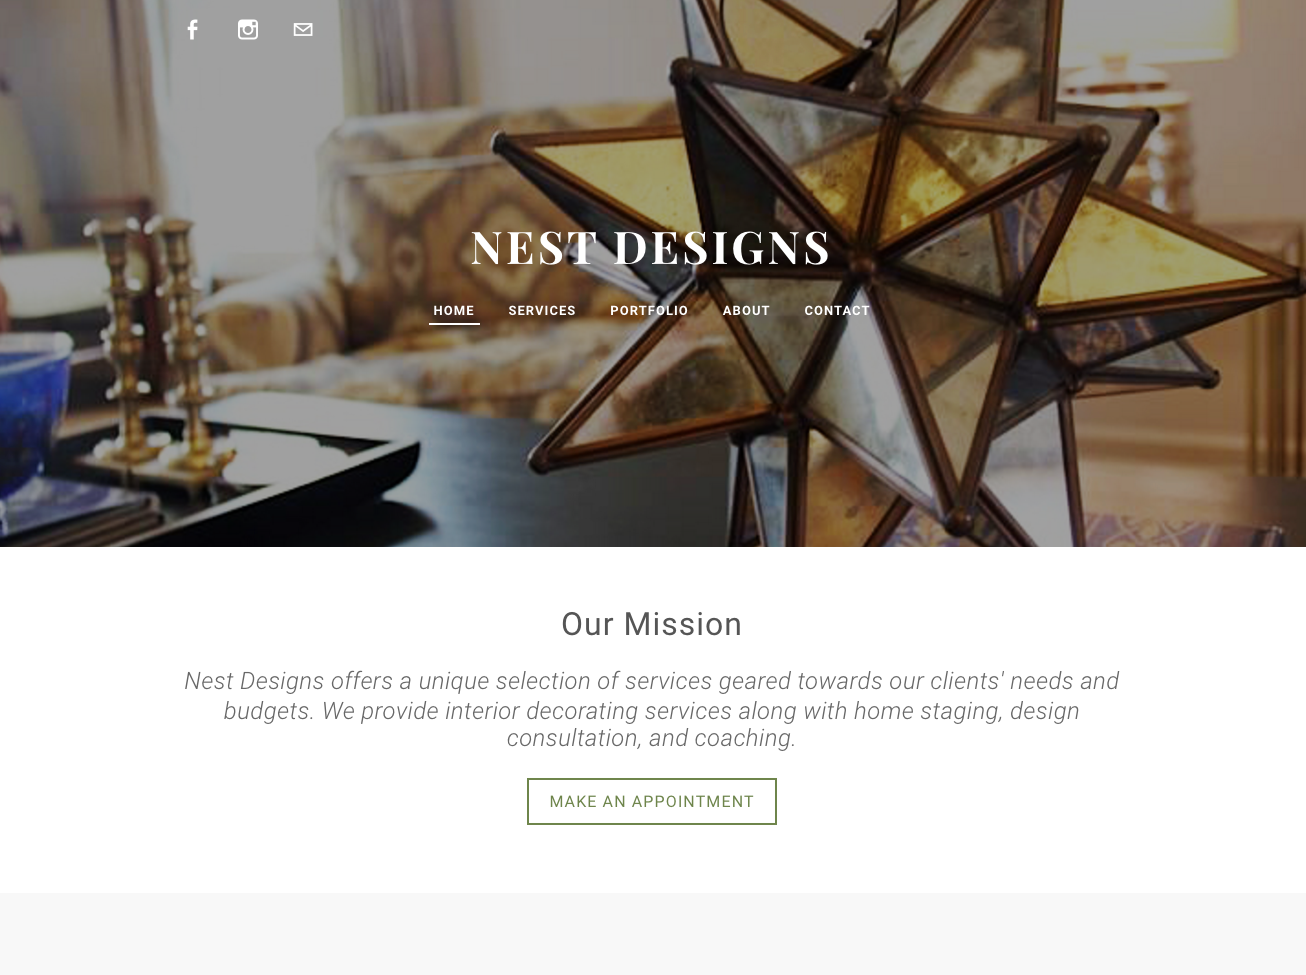 NEST DESIGNS
HOME SERVICES PORTFOLIO ABOUT CONTACT
Our Mission
Nest Designs offers a unique selection of services geared towards our clients' needs and
budgets. We provide interior decorating services along with home staging, design
consultation, and coaching.
MAKE AN APPOINTMENT